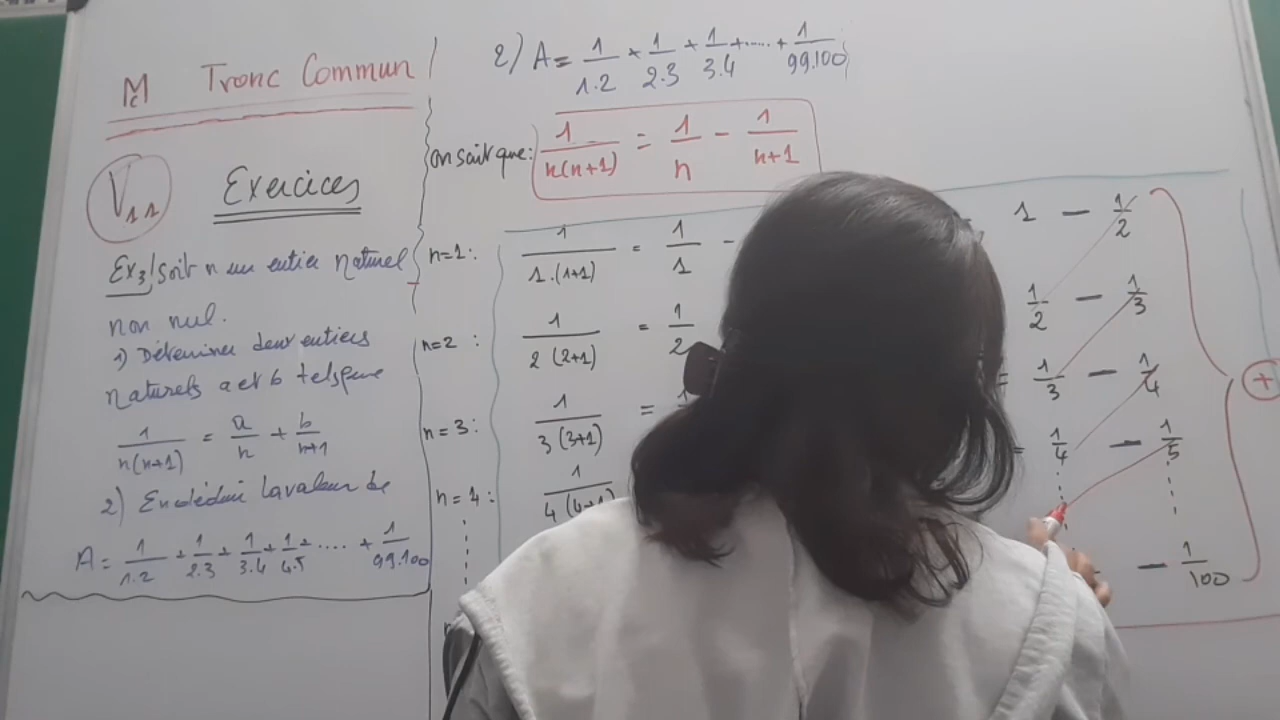 M Tronc Commun
V11
Exercices
Ex3/ soit n un entier naturel
non nul.
1) Déterminer deux entiers
naturels a et b tels que
1/n(n+1) = a/n + b/n+1
2) En déduire la valeur de
A = 1/1.2 + 1/2.3 + 1/3.4 + 1/4.5 + .... + 1/99.100
2) A = 1/1.2 + 1/2.3 + 1/3.4 + ..... + 1/99.100
on sait que: 1/n(n+1) = 1/n - 1/n+1
n=1: 1/1.(1+1) = 1/1 - 1 - 1/2
n=2: 1/2(2+1) = 1/2 1/2 - 1/3
n=3: 1/3(3+1) = 1/3 - 1/4
n=4: 1/4(4+1) = 1/4 - 1/5
- 1/100
+